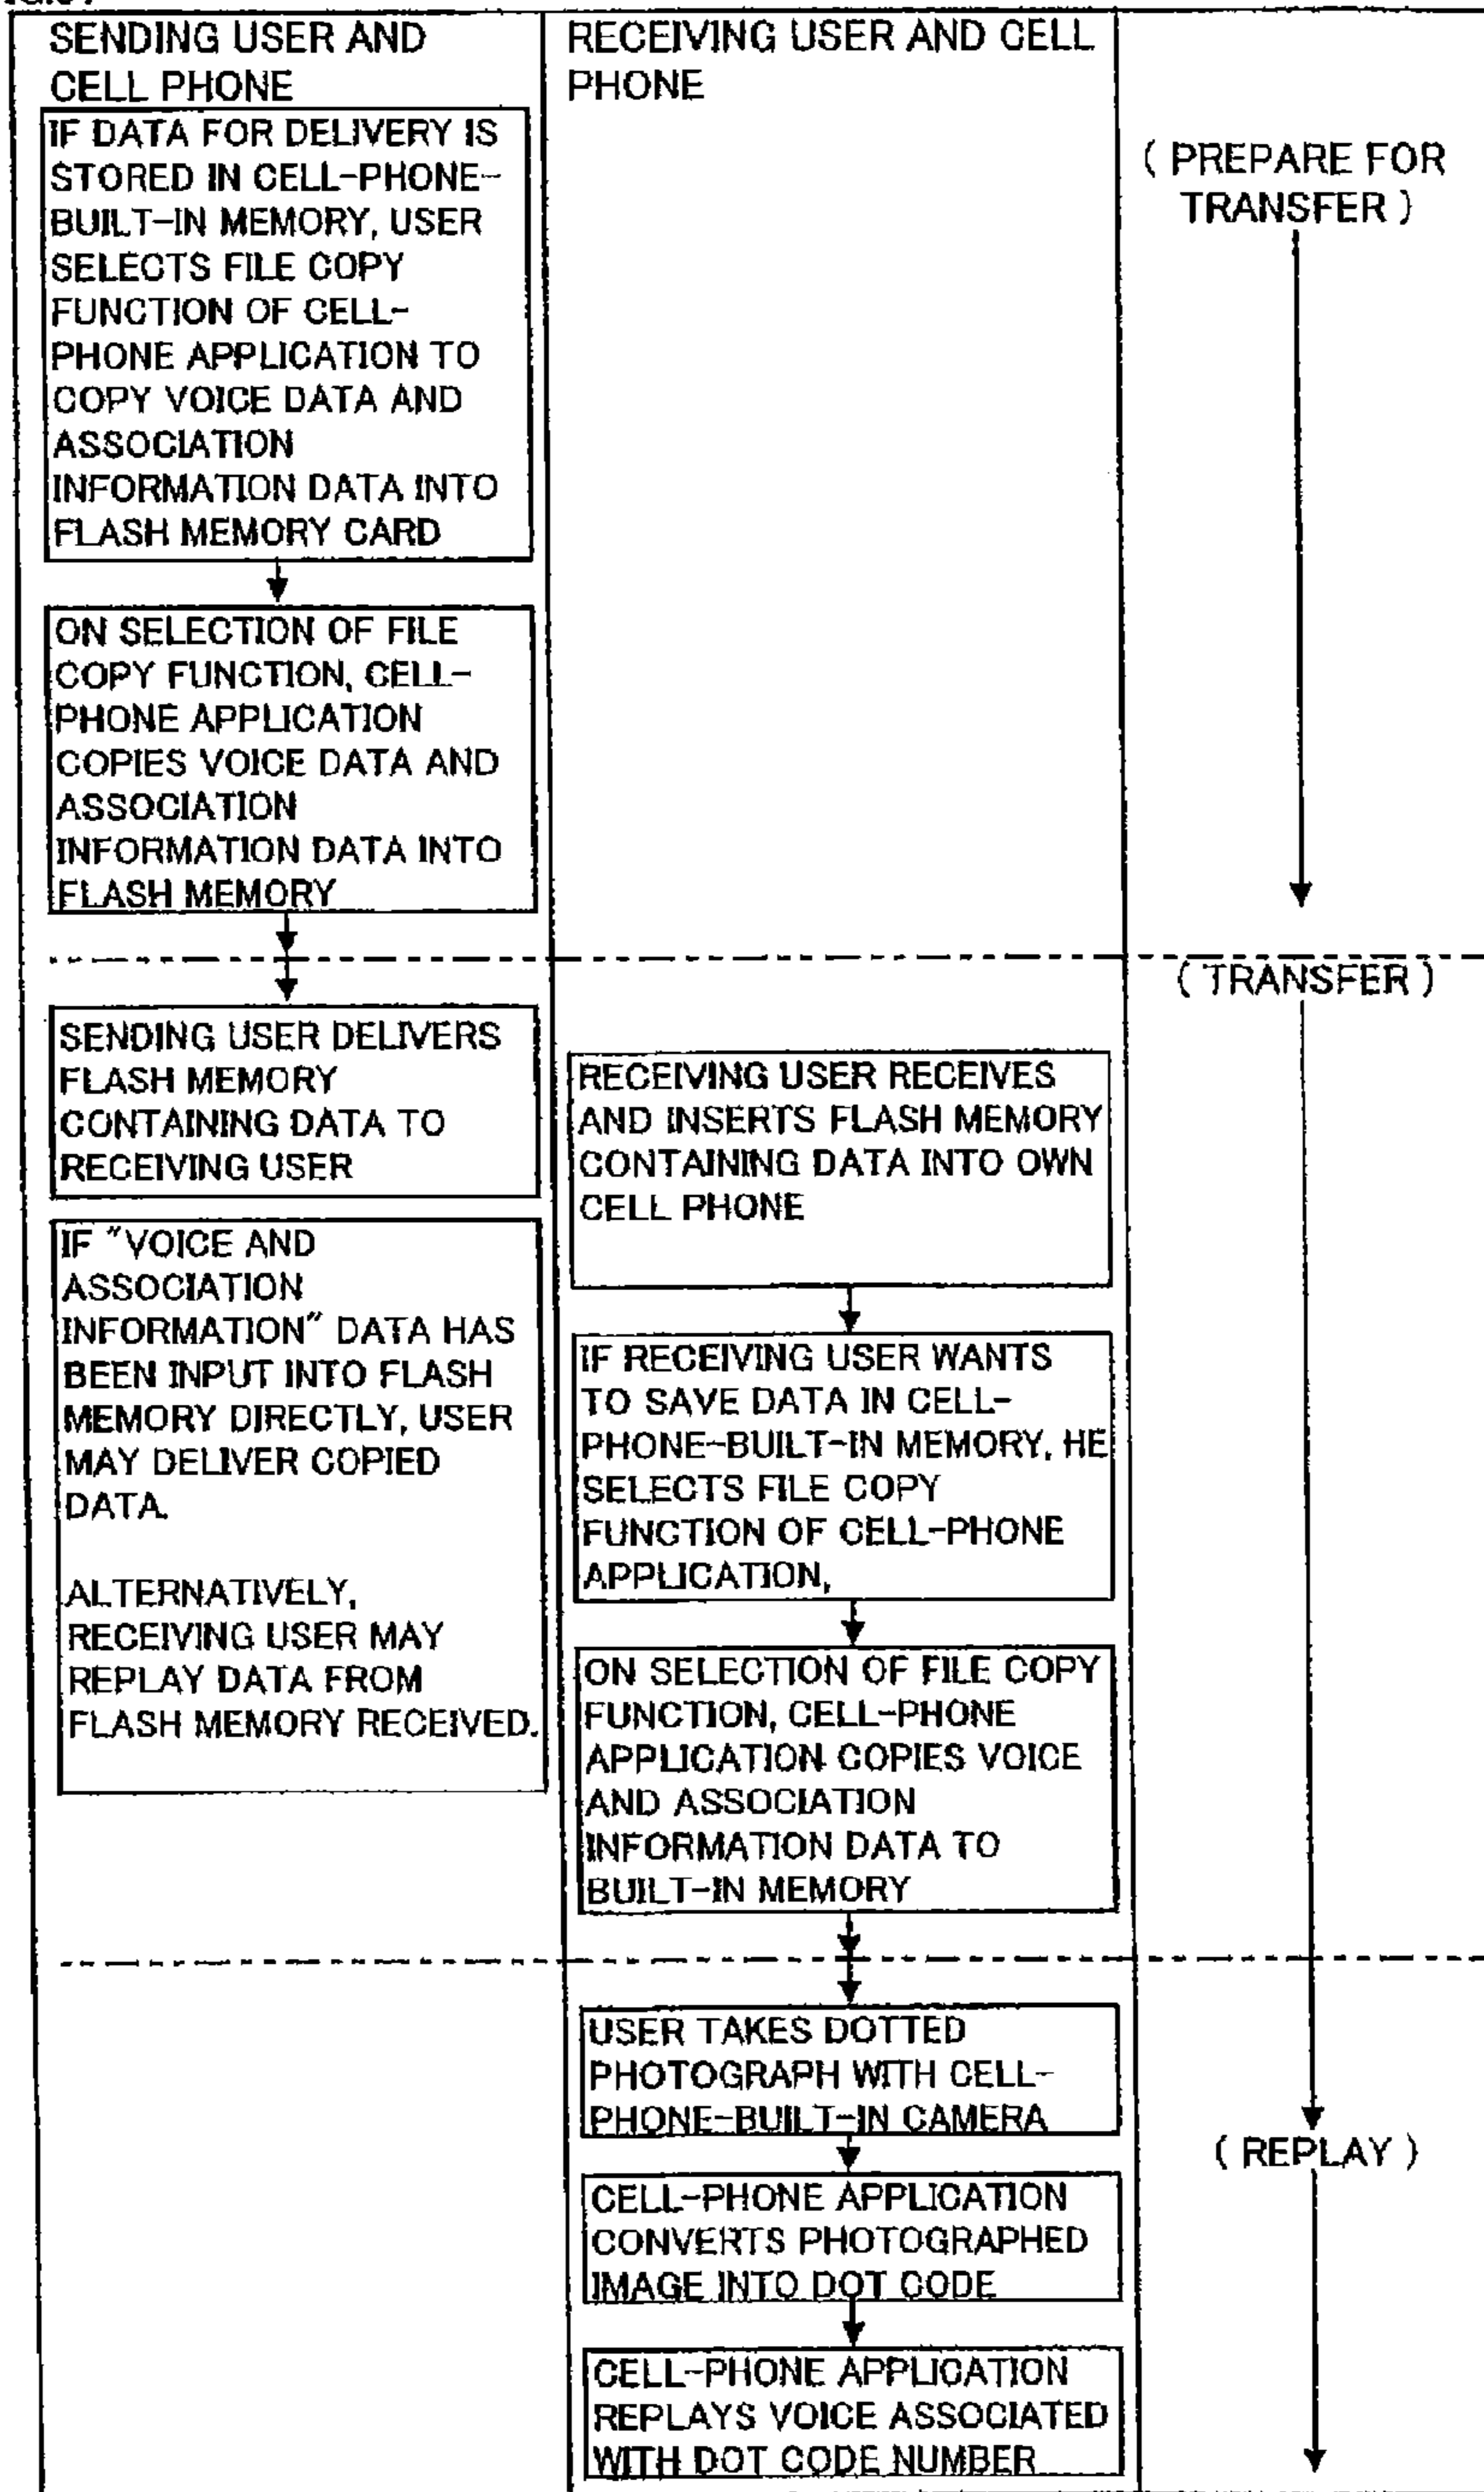 SENDING USER AND
CELL PHONE
IF DATA FOR DELIVERY IS
STORED IN CELL-PHONE-
BUILT-IN MEMORY, USER
SELECTS FILE COPY
FUNCTION OF CELL-
PHONE APPLICATION TO
COPY VOICE DATA AND
ASSOCIATION
INFORMATION DATA INTO
FLASH MEMORY CARD
ON SELECTION OF FILE
COPY FUNCTION, CELL-
PHONE APPLICATION
COPIES VOICE DATA AND
ASSOCIATION
INFORMATION DATA INTO
FLASH MEMORY
SENDING USER DELIVERS
FLASH MEMORY
CONTAINING DATA TO
RECEIVING USER
IF "VOICE AND
ASSOCIATION
INFORMATION" DATA HAS
BEEN INPUT INTO FLASH
MEMORY DIRECTLY, USER
MAY DELIVER COPIED
DATA.
ALTERNATIVELY,
RECEIVING USER MAY
REPLAY DATA FROM
FLASH MEMORY RECEIVED.
RECEIVING USER AND CELL
PHONE
RECEIVING USER RECEIVES
AND INSERTS FLASH MEMORY
CONTAINING DATA INTO OWN
CELL PHONE
IF RECEIVING USER WANTS
TO SAVE DATA IN CELL-
PHONE-BUILT-IN MEMORY, HE
SELECTS FILE COPY
FUNCTION OF CELL-PHONE
APPLICATION,
ON SELECTION OF FILE COPY
FUNCTION, CELL-PHONE
APPLICATION COPIES VOICE
AND ASSOCIATION
INFORMATION DATA TO
BUILT-IN MEMORY
USER TAKES DOTTED
PHOTOGRAPH WITH CELL-
PHONE-BUILT-IN CAMERA
CELL-PHONE APPLICATION
CONVERTS PHOTOGRAPHED
IMAGE INTO DOT CODE
CELL-PHONE APPLICATION
REPLAYS VOICE ASSOCIATED
WITH DOT CODE NUMBER
( PREPARE FOR
TRANSFER )
( TRANSFER )
( REPLAY )